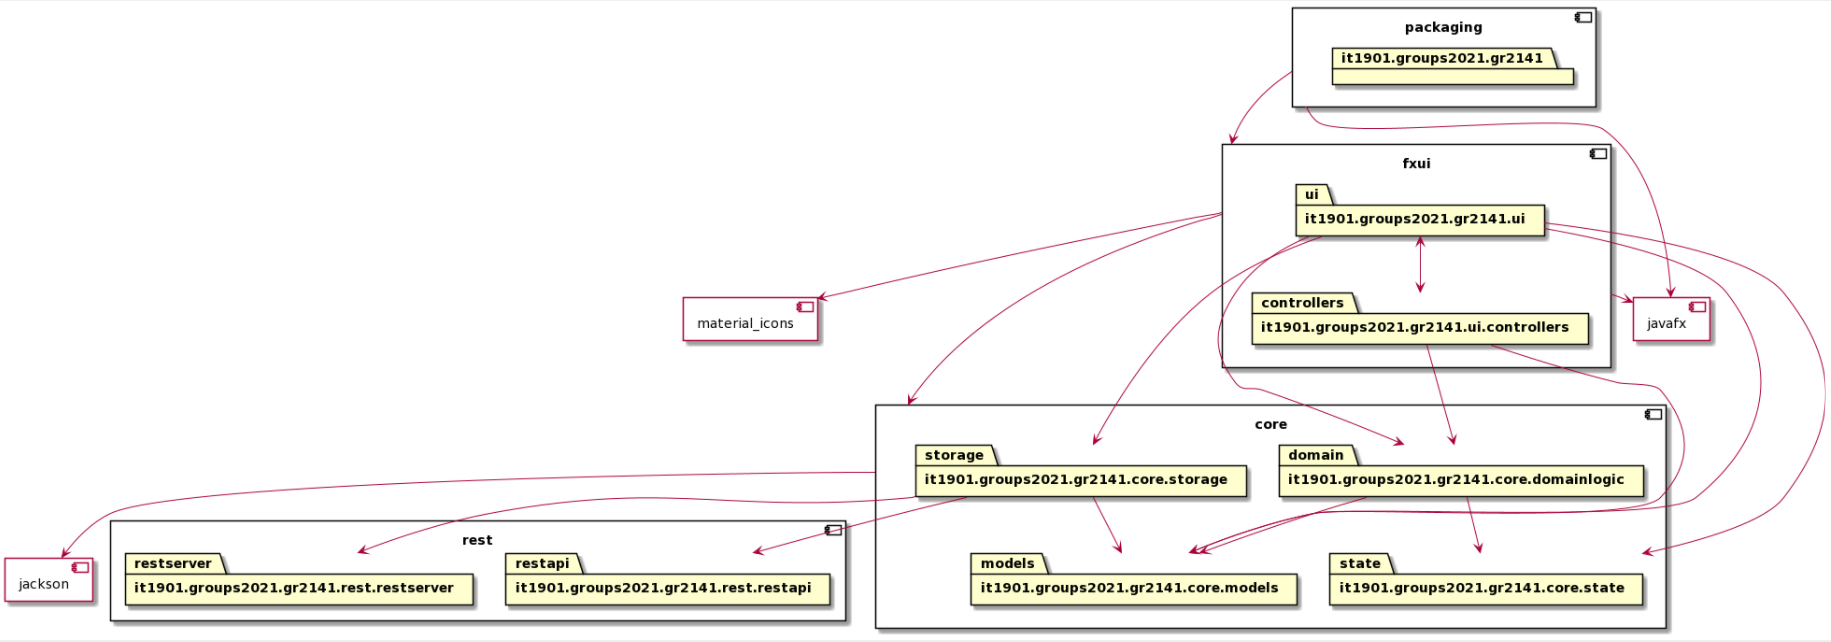 packaging
it1901.groups2021.gr2141
fxui
ui
it1901.groups2021.gr2141.ui
controllers
it1901.groups2021.gr2141.ui.controllers
material_icons
javafx
core
storage
it1901.groups2021.gr2141.core.storage
domain
it1901.groups2021.gr2141.core.domainlogic
rest
jackson
restserver
it1901.groups2021.gr2141.rest.restserver
restapi
it1901.groups2021.gr2141.rest.restapi
models
it1901.groups2021.gr2141.core.models
state
it1901.groups2021.gr2141.core.state